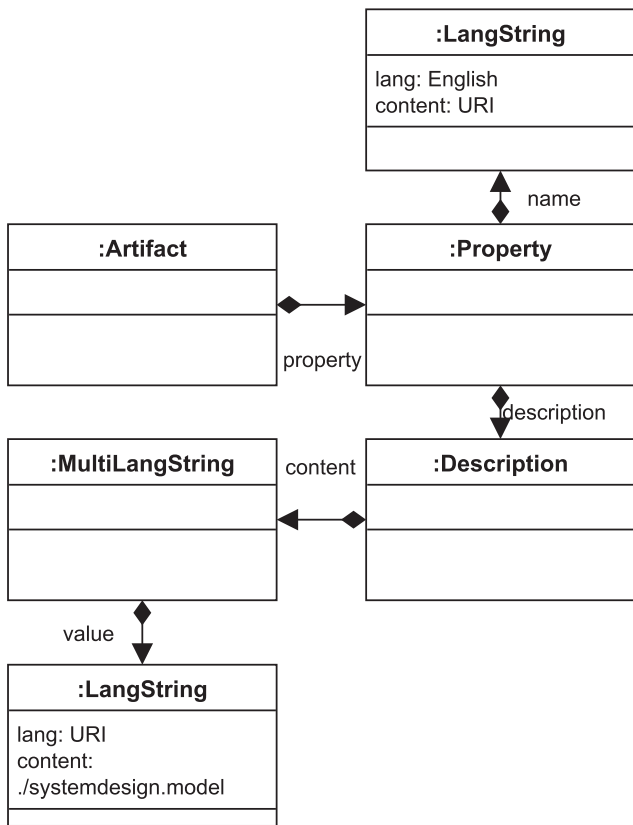 :LangString
lang: English
content: URI
name
:Artifact
:Property
property
description
:MultiLangString
content
:Description
value
:LangString
lang: URI
content:
./systemdesign.model